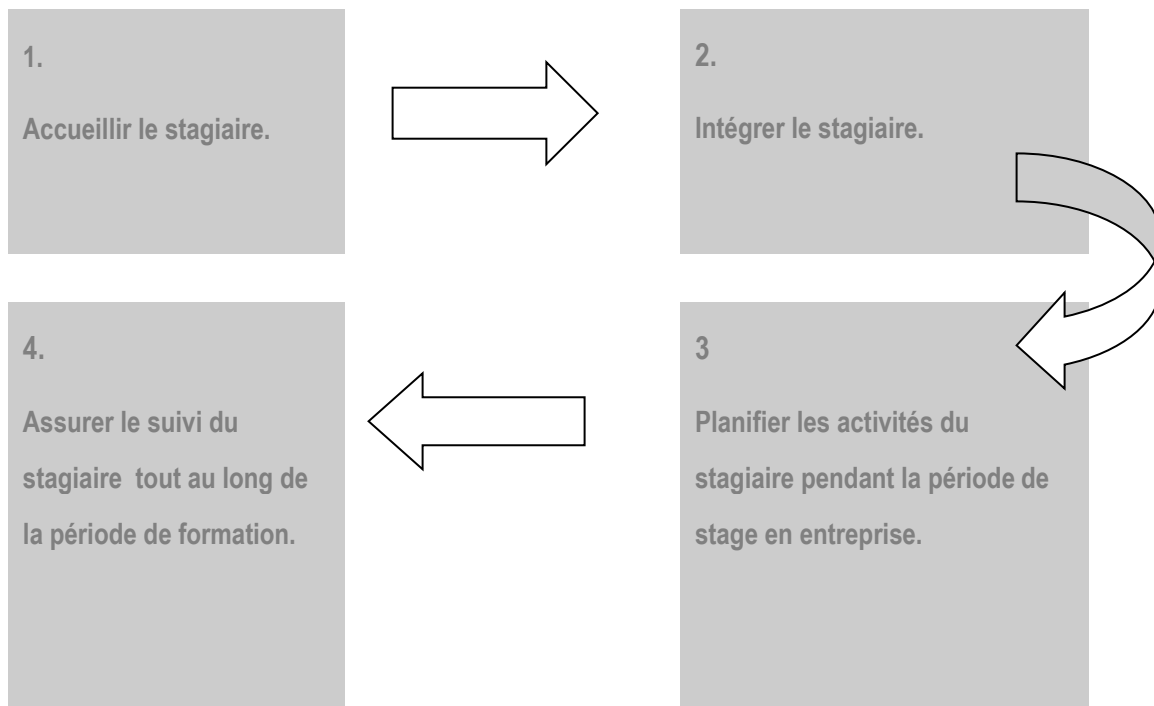 1.
Accueillir le stagiaire.
2.
Intégrer le stagiaire.
3
Planifier les activités du
stagiaire pendant la période de
stage en entreprise.
4.
Assurer le suivi du
stagiaire  tout au long de
la période de formation.